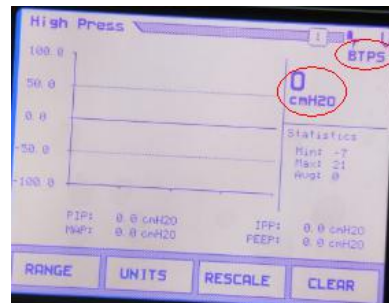 High Press
1
BTPS
100.0
50.0
0.0
-50.0
-100.0
0
cmH2O
Statistics
Min: -7
Max: 21
Avg: 0
PIP: 0.0 cmH2O
MAP: 0.0 cmH2O
IPP: 0.0 cmH2O
PEEP: 0.0 cmH2O
RANGE
UNITS
RESCALE
CLEAR